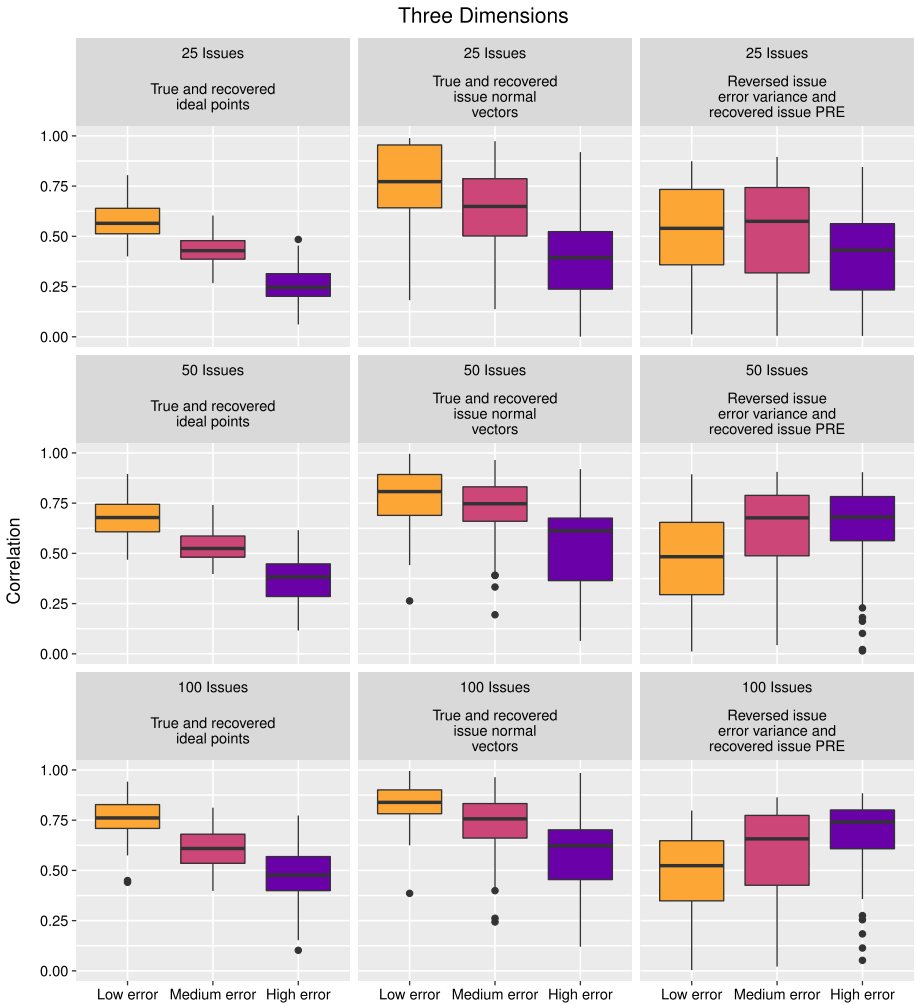 Three Dimensions
25 Issues
True and recovered
ideal points
25 Issues
True and recovered
issue normal
vectors
25 Issues
Reversed issue
error variance and
recovered issue PRE
1.00
0.75
0.50
0.25
0.00
50 Issues
True and recovered
ideal points
50 Issues
True and recovered
issue normal
vectors
50 Issues
Reversed issue
error variance and
recovered issue PRE
1.00
0.75
0.50
0.25
0.00
Correlation
100 Issues
True and recovered
ideal points
100 Issues
True and recovered
issue normal
vectors
100 Issues
Reversed issue
error variance and
recovered issue PRE
1.00
0.75
0.50
0.25
0.00
Low error Medium error High error
Low error Medium error High error
Low error Medium error High error